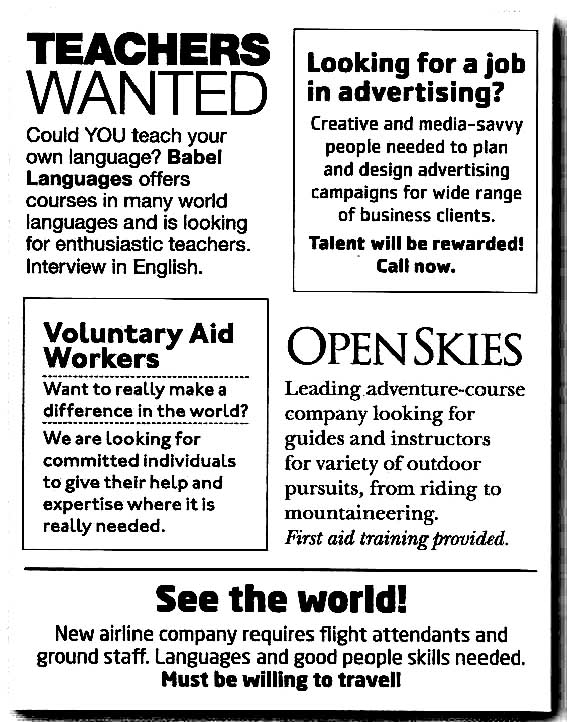 TEACHERS
WANTED
Could YOU teach your
own language? Babel
Languages offers
courses in many world
languages and is looking
for enthusiastic teachers.
Interview in English.
Looking for a job
in advertising?
Creative and media-savvy
people needed to plan
and design advertising
campaigns for wide range
of business clients.
Talent will be rewarded!
Call now.
Voluntary Aid
Workers
Want to really make a
difference in the world?
We are looking for
committed individuals
to give their help and
expertise where it is
really needed.
OPEN SKIES
Leading adventure-course
company looking for
guides and instructors
for variety of outdoor
pursuits, from riding to
mountaineering.
First aid training provided.
See the world!
New airline company requires flight attendants and
ground staff. Languages and good people skills needed.
Must be willing to travel!